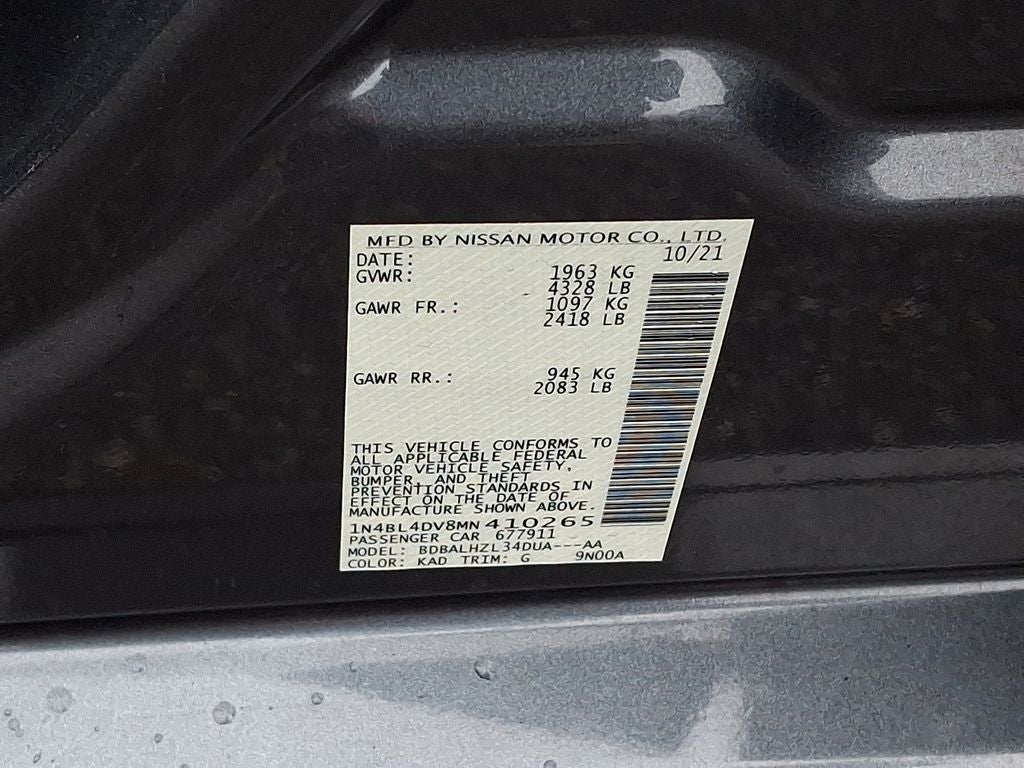 MFD BY NISSAN MOTOR CO., LTD.
DATE: 10/21
GVWR: 1963 KG
4328 LB
GAWR FR.: 1097 KG
2418 LB
GAWR RR.: 945 KG
2083 LB
THIS VEHICLE CONFORMS TO
ALL APPLICABLE FEDERAL
MOTOR VEHICLE SAFETY,
BUMPER, AND THEFT
PREVENTION STANDARDS IN
EFFECT ON THE DATE OF
MANUFACTURE SHOWN ABOVE.
1N4BL4DV8MN 410265
PASSENGER CAR 677911
MODEL: BDBALHZL34DUA---AA
COLOR: KAD TRIM: G 9N00A